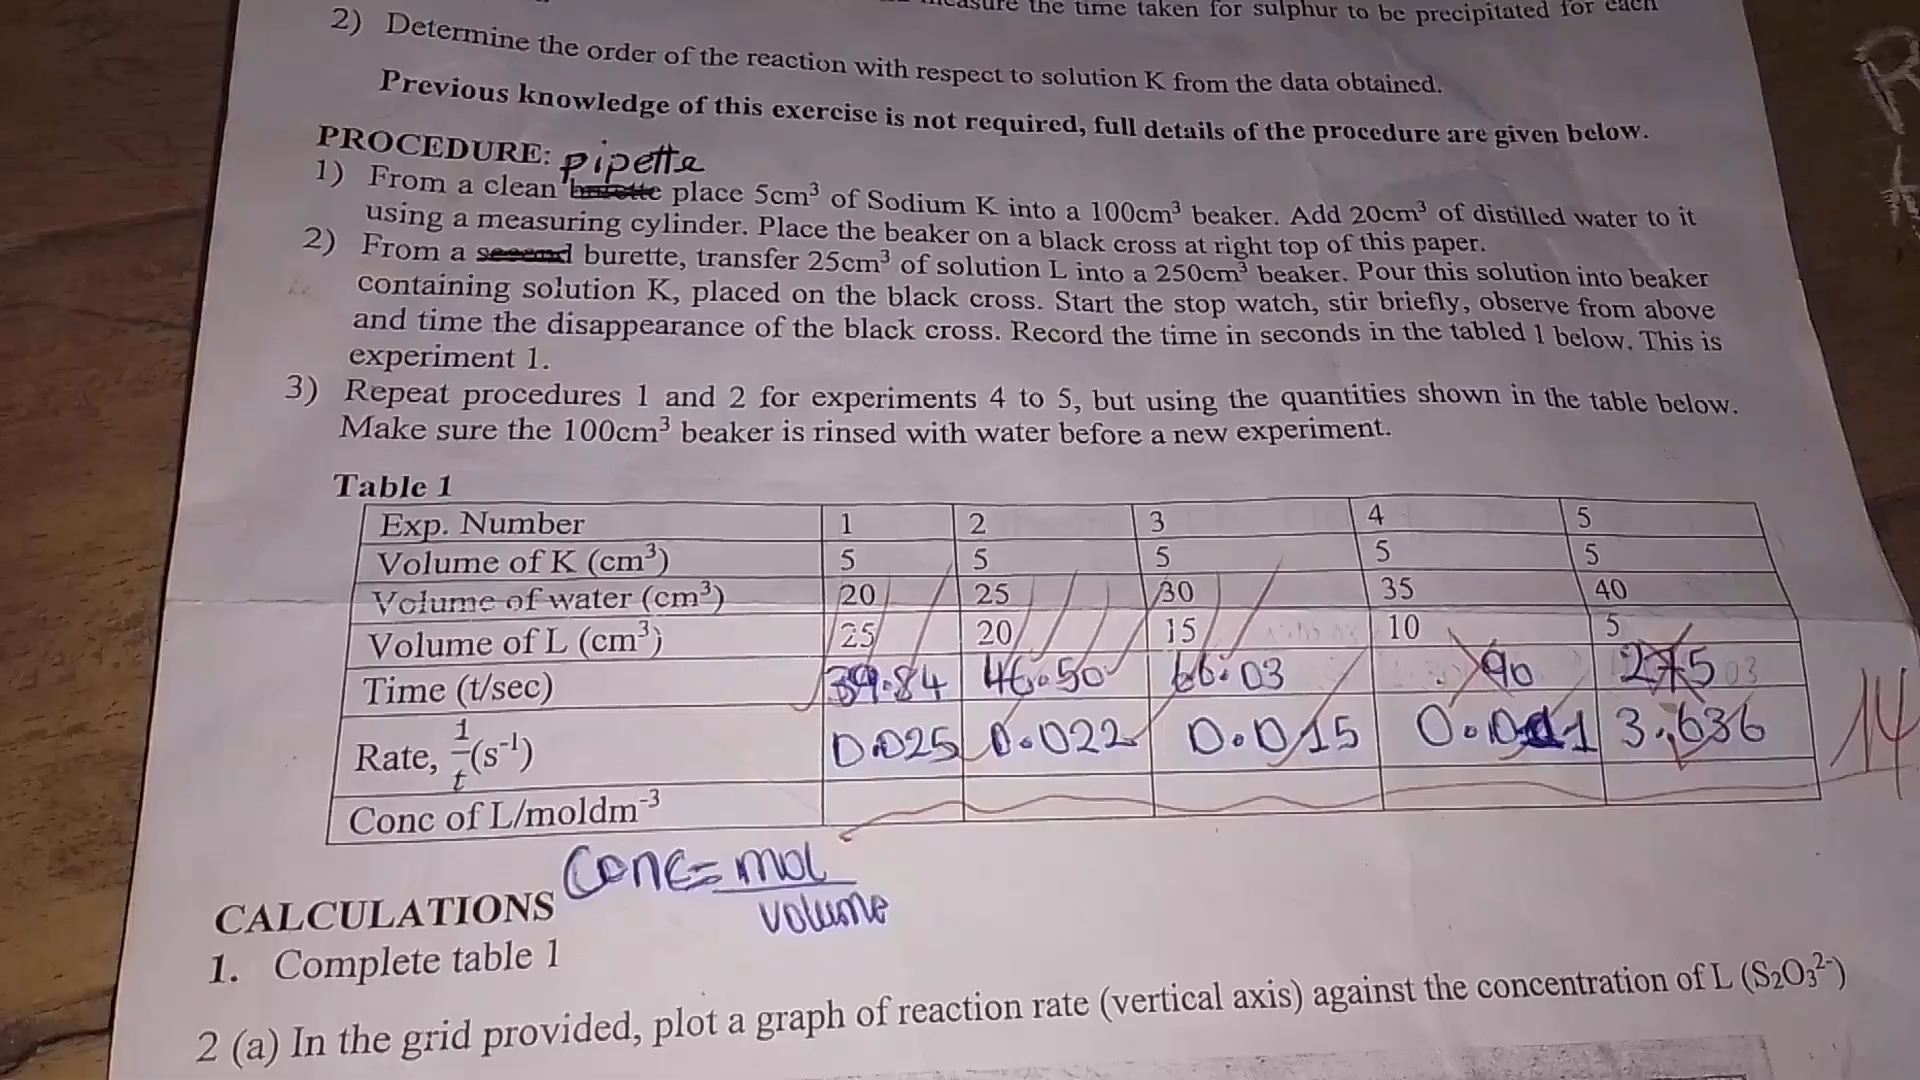 measure the time taken for sulphur to be precipitated for each
2) Determine the order of the reaction with respect to solution K from the data obtained.
Previous knowledge of this exercise is not required, full details of the procedure are given below.
PROCEDURE: pipette
1) From a clean burette place 5cm³ of Sodium K into a 100cm³ beaker. Add 20cm³ of distilled water to it
using a measuring cylinder. Place the beaker on a black cross at right top of this paper.
2) From a second burette, transfer 25cm³ of solution L into a 250cm³ beaker. Pour this solution into beaker
containing solution K, placed on the black cross. Start the stop watch, stir briefly, observe from above
and time the disappearance of the black cross. Record the time in seconds in the tabled 1 below. This is
experiment 1.
3) Repeat procedures 1 and 2 for experiments 4 to 5, but using the quantities shown in the table below.
Make sure the 100cm³ beaker is rinsed with water before a new experiment.
Table 1
Exp. Number 1 2 3 4 5
Volume of K (cm³) 5 5 5 5 5
Volume of water (cm³) 20 25 30 35 40
Volume of L (cm³) 25 20 15 10 5
Time (t/sec) 39.84 46.50 66.03 90 275
Rate, 1/t (s⁻¹) 0.025 0.022 0.015 0.011 3.636
Conc of L/moldm⁻³
14
Conc = mol
volume
CALCULATIONS
1. Complete table 1
2 (a) In the grid provided, plot a graph of reaction rate (vertical axis) against the concentration of L (S₂O₃²⁻)